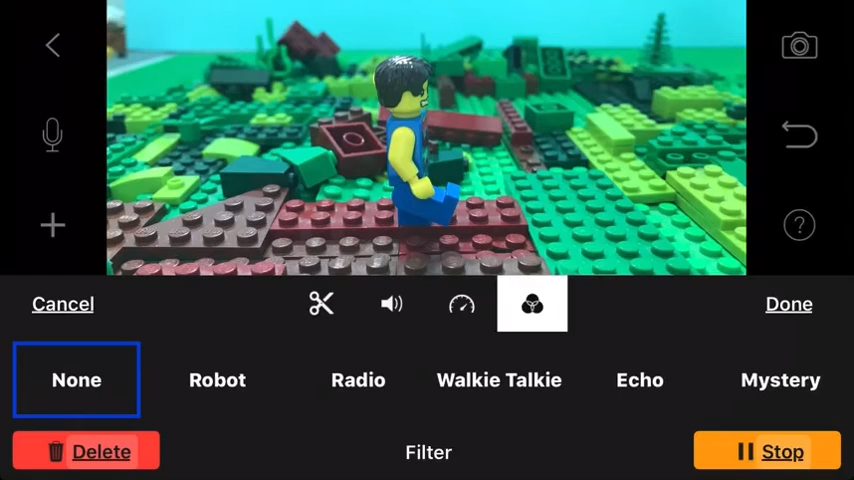 Cancel
Done
None
Robot
Radio
Walkie Talkie
Echo
Mystery
Delete
Filter
Stop